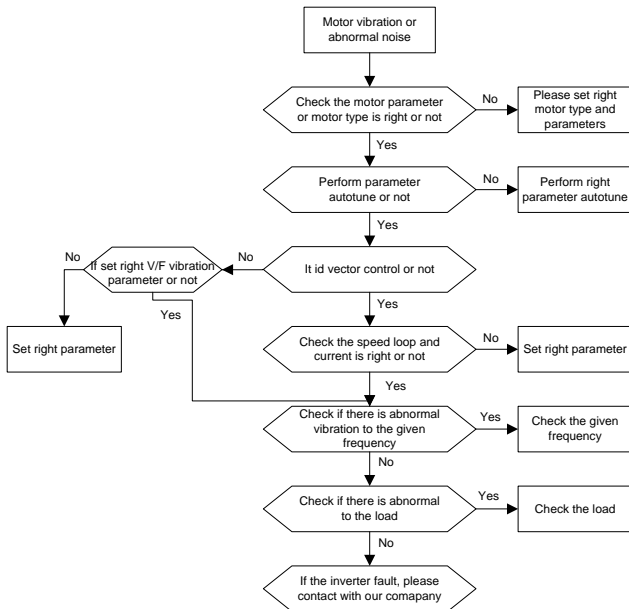 Motor vibration or
abnormal noise
Check the motor parameter
or motor type is right or not
No
Please set right
motor type and
parameters
Yes
Perform parameter
autotune or not
No
Perform right
parameter autotune
Yes
It id vector control or not
No
If set right V/F vibration
parameter or not
No
Set right parameter
Yes
Yes
Check the speed loop and
current is right or not
No
Set right parameter
Yes
Check if there is abnormal
vibration to the given
frequency
Yes
Check the given
frequency
No
Check if there is abnormal
to the load
Yes
Check the load
No
If the inverter fault, please
contact with our comapany